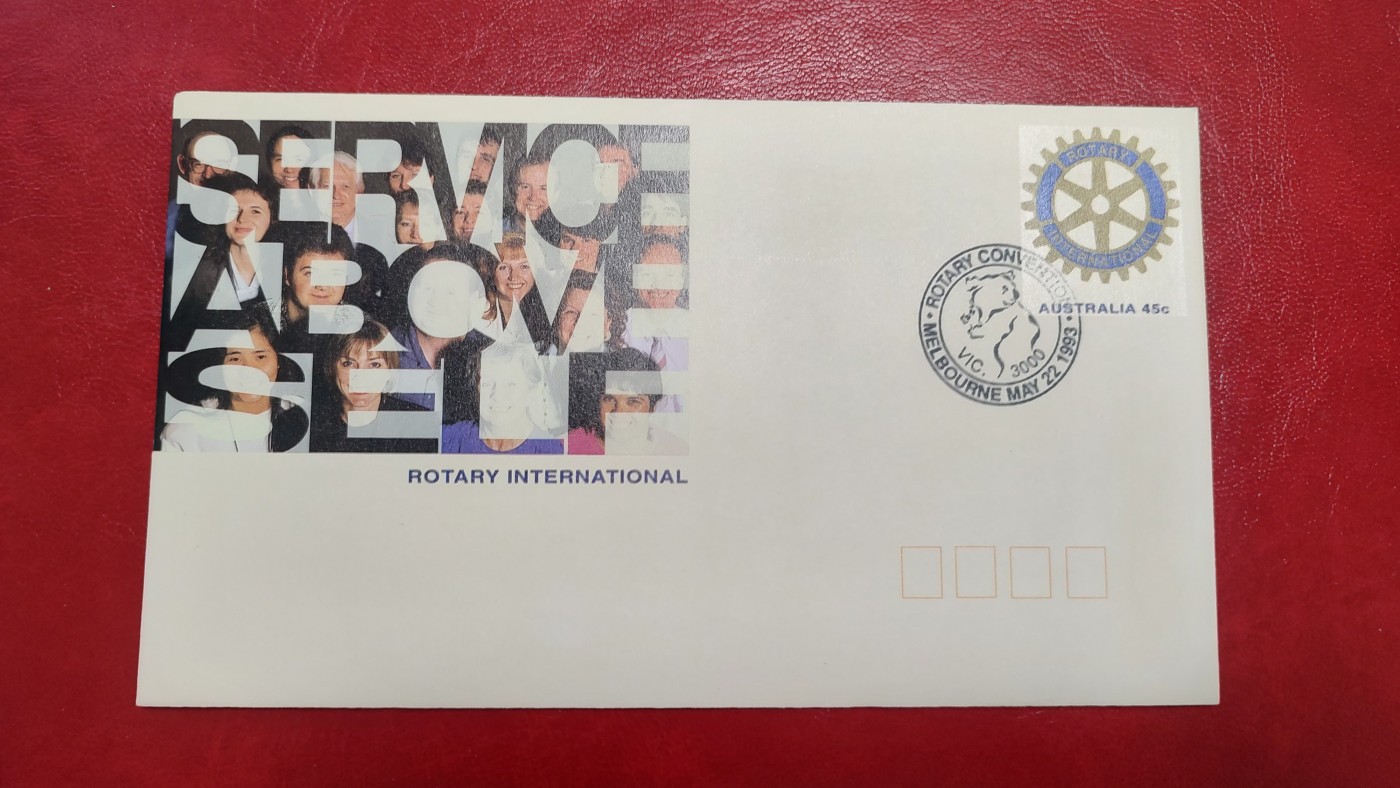 SERVICE
ABOVE
SELF
ROTARY INTERNATIONAL
ROTARY
INTERNATIONAL
AUSTRALIA 45c
ROTARY CONVENTION
VIC. 3000
MELBOURNE MAY 22 1993